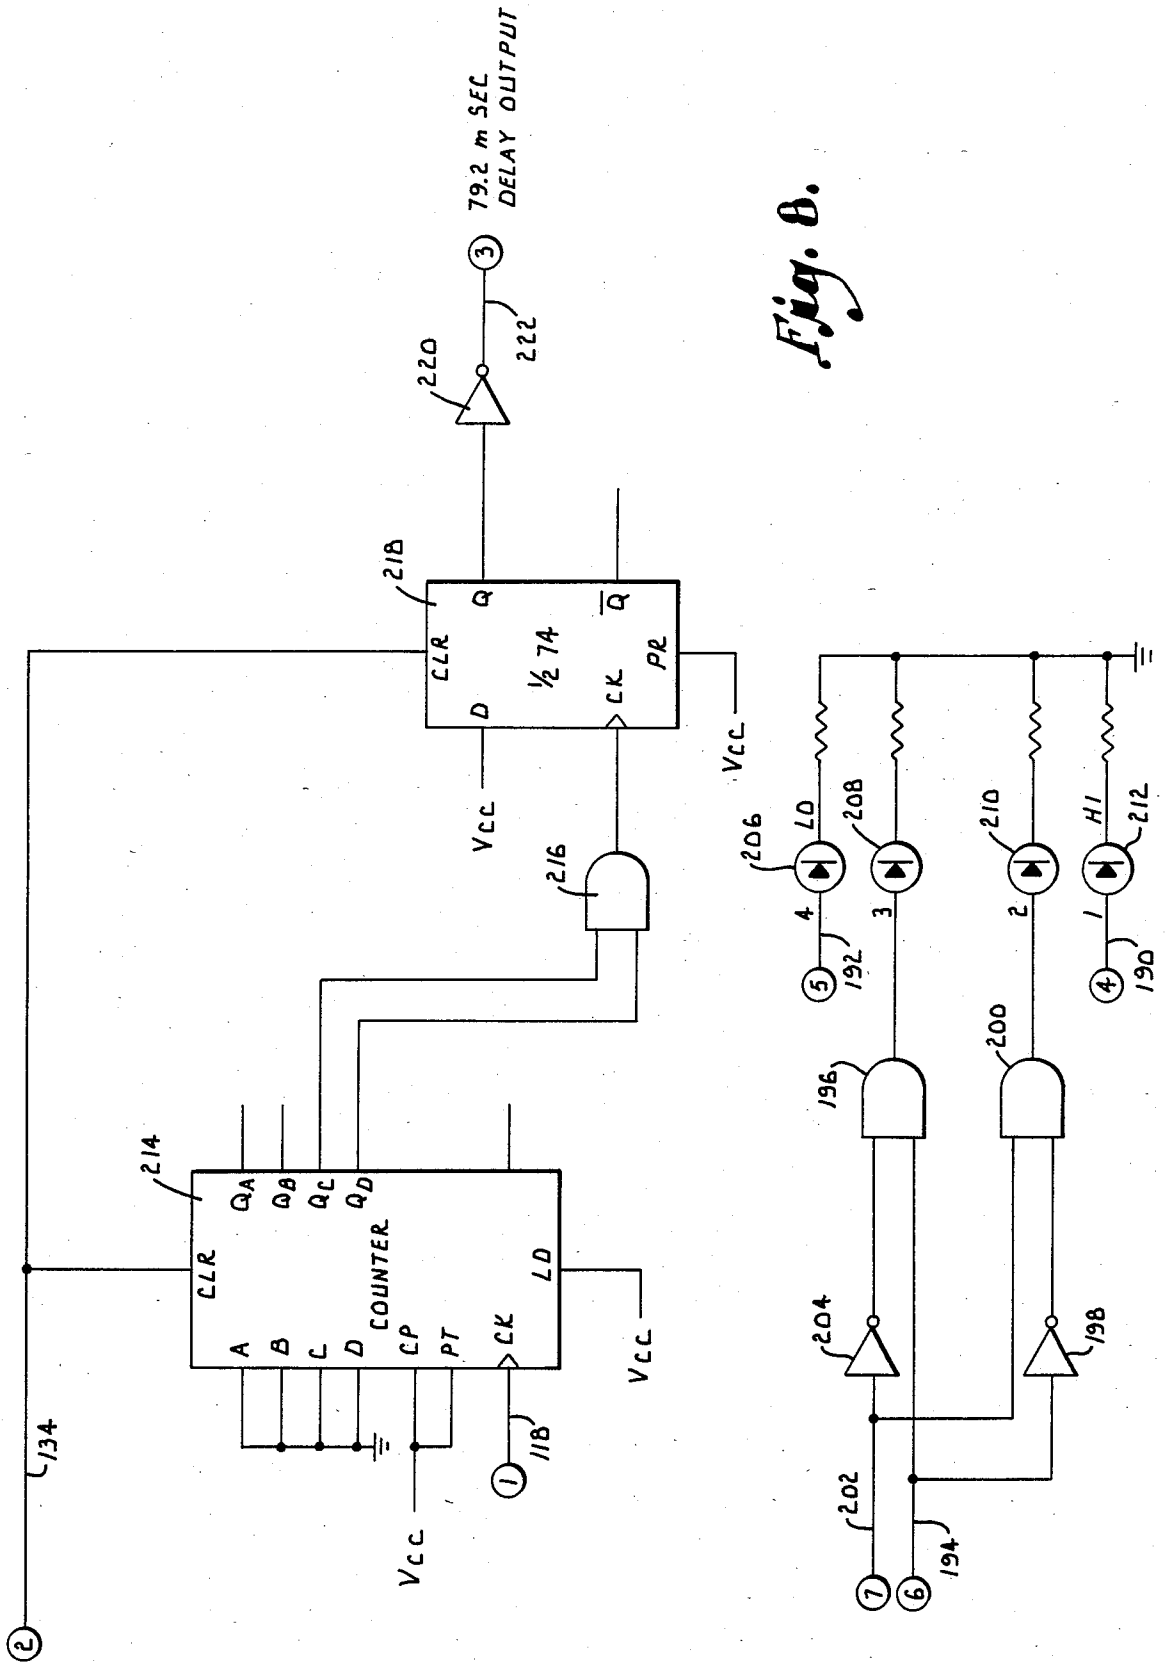 2
134
CLR
214
A
QA
B
QB
C
QC
D
QD
COUNTER
CP
PT
CK
LD
VCC
1
118
VCC
216
CLR
218
D
Q
½ 74
CK
Q
PR
VCC
VCC
220
222
3
79.2 m SEC
DELAY OUTPUT
7
202
6
194
204
198
196
200
5
192
4
206
LO
3
208
2
210
4
190
1
HI
212
Fig. 8.